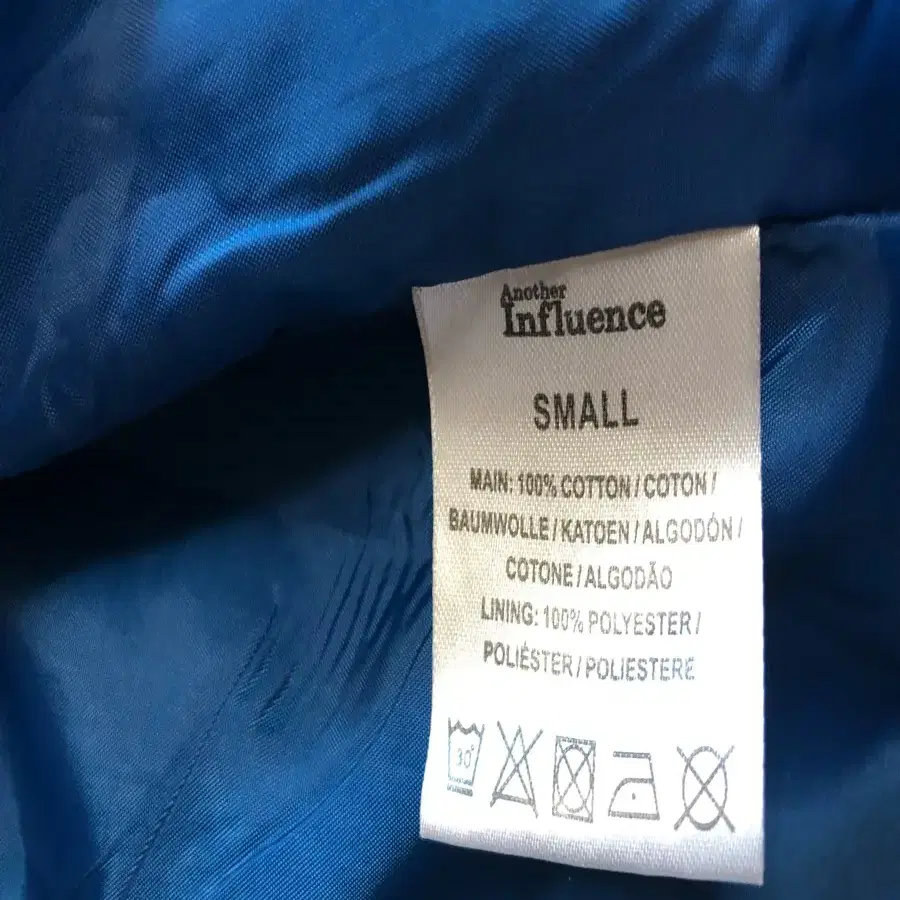 Another
Influence
SMALL
MAIN: 100% COTTON / COTON /
BAUMWOLLE / KATOEN / ALGODÓN /
COTONE / ALGODÃO
LINING: 100% POLYESTER /
POLIÉSTER / POLIESTERE
30°